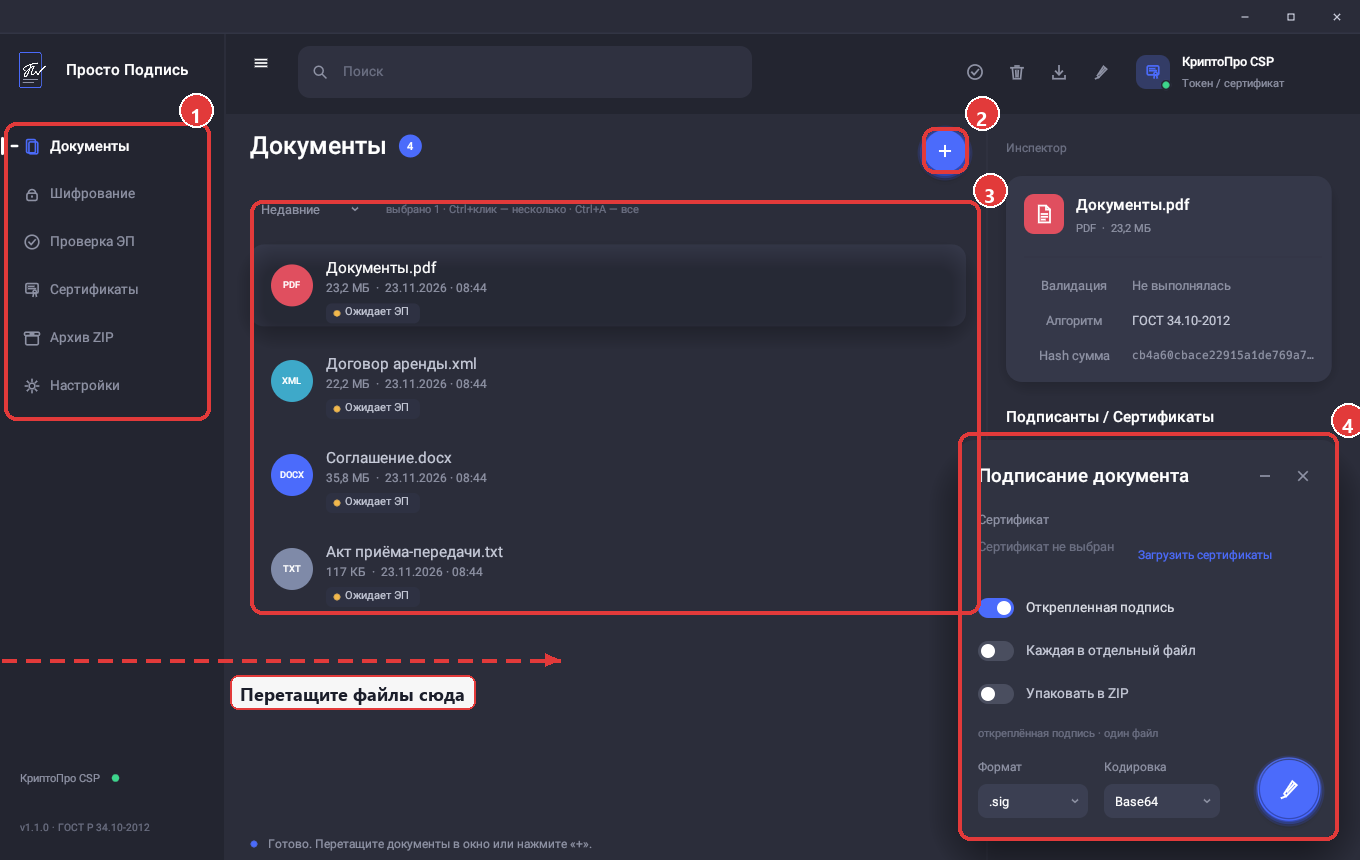 Просто Подпись
Поиск
КриптоПро CSP
Токен / сертификат
1
Документы
Шифрование
Проверка ЭП
Сертификаты
Архив ZIP
Настройки
КриптоПро CSP
v1.1.0 · ГОСТ Р 34.10-2012
Документы 4
2
+
3
Недавние
выбрано 1 · Ctrl+клик — несколько · Ctrl+A — все
PDF
Документы.pdf
23,2 МБ · 23.11.2026 · 08:44
Ожидает ЭП
XML
Договор аренды.xml
22,2 МБ · 23.11.2026 · 08:44
Ожидает ЭП
DOCX
Соглашение.docx
35,8 МБ · 23.11.2026 · 08:44
Ожидает ЭП
TXT
Акт приёма-передачи.txt
117 КБ · 23.11.2026 · 08:44
Ожидает ЭП
Перетащите файлы сюда
Готово. Перетащите документы в окно или нажмите «+».
Инспектор
Документы.pdf
PDF · 23,2 МБ
Валидация Не выполнялась
Алгоритм ГОСТ 34.10-2012
Hash сумма cb4a60cbace22915a1de769a7…
Подписанты / Сертификаты
4
Подписание документа
Сертификат
Сертификат не выбран
Загрузить сертификаты
Открепленная подпись
Каждая в отдельный файл
Упаковать в ZIP
откреплённая подпись · один файл
Формат Кодировка
.sig Base64